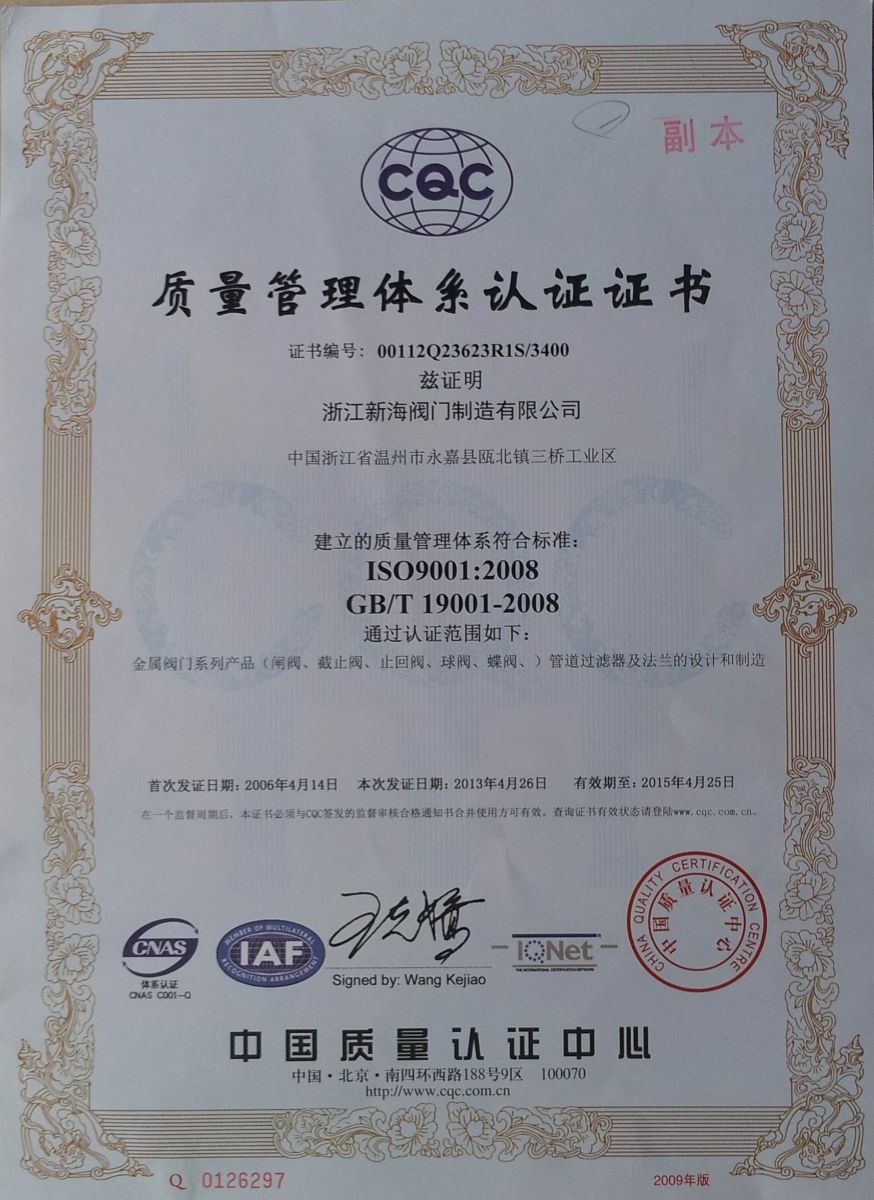 副本
CQC
质量管理体系认证证书
证书编号：00112Q23623R1S/3400
兹证明
浙江新海阀门制造有限公司
中国浙江省温州市永嘉县瓯北镇三桥工业区
建立的质量管理体系符合标准：
ISO9001:2008
GB/T 19001-2008
通过认证范围如下：
金属阀门系列产品（闸阀、截止阀、止回阀、球阀、蝶阀、）管道过滤器及法兰的设计和制造
首次发证日期：2006年4月14日 本次发证日期：2013年4月26日 有效期至：2015年4月25日
在一个监督周期后，本证书必须与CQC签发的监督审核合格通知书合并使用方可有效。查询证书有效状态请登陆www.cqc.com.cn。
CNAS
体系认证
CNAS C001-Q
MEMBER OF MULTILATERAL
IAF
RECOGNITION ARRANGEMENT
Signed by: Wang Kejiao
IQNet
THE INTERNATIONAL CERTIFICATION NETWORK
CHINA QUALITY CERTIFICATION CENTRE
中国质量认证中心
中国质量认证中心
中国·北京·南四环西路188号9区 100070
http://www.cqc.com.cn
Q 0126297
2009年版